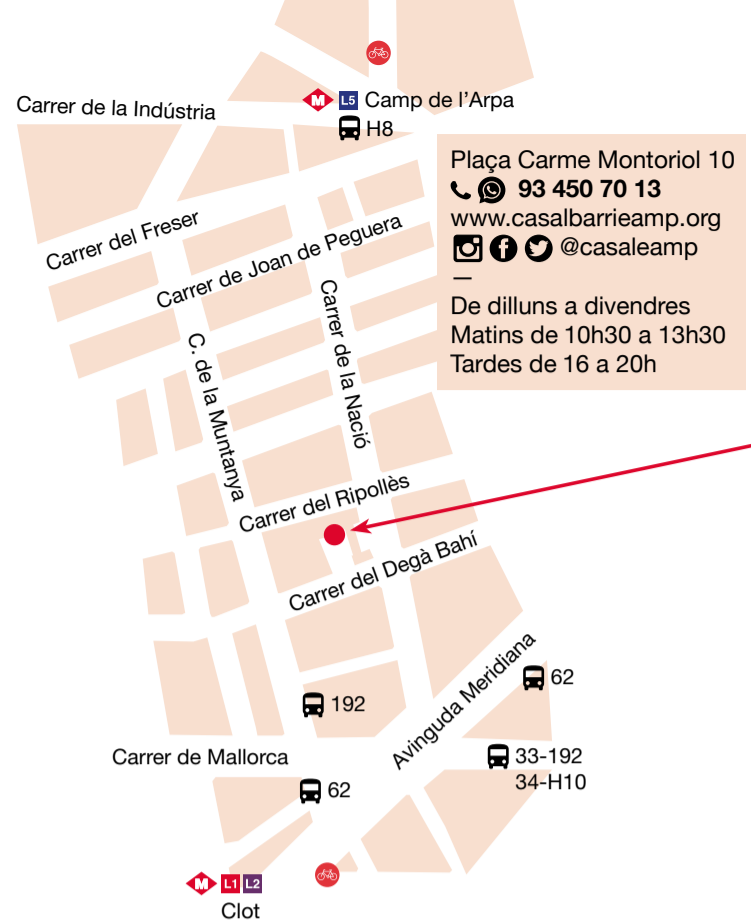 Carrer de la Indústria
M L5 Camp de l’Arpa
H8
Plaça Carme Montoriol 10
93 450 70 13
www.casalbarrieamp.org
@casaleamp
—
De dilluns a divendres
Matins de 10h30 a 13h30
Tardes de 16 a 20h
Carrer del Freser
Carrer de Joan de Peguera
C. de la Muntanya
Carrer de la Nació
Carrer del Ripollès
Carrer del Degà Bahí
Avinguda Meridiana
62
192
Carrer de Mallorca
33-192
34-H10
62
M L1 L2
Clot